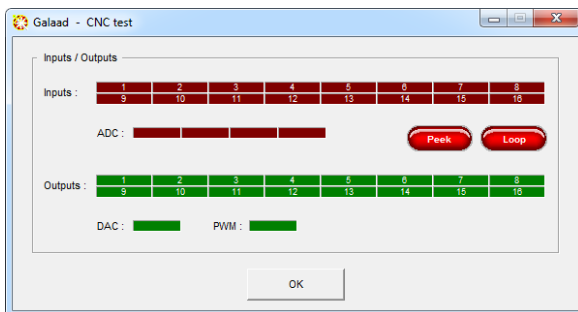 Galaad - CNC test
Inputs / Outputs
Inputs : 1 2 3 4 5 6 7 8
9 10 11 12 13 14 15 16
ADC : Peek Loop
Outputs : 1 2 3 4 5 6 7 8
9 10 11 12 13 14 15 16
DAC : PWM :
OK